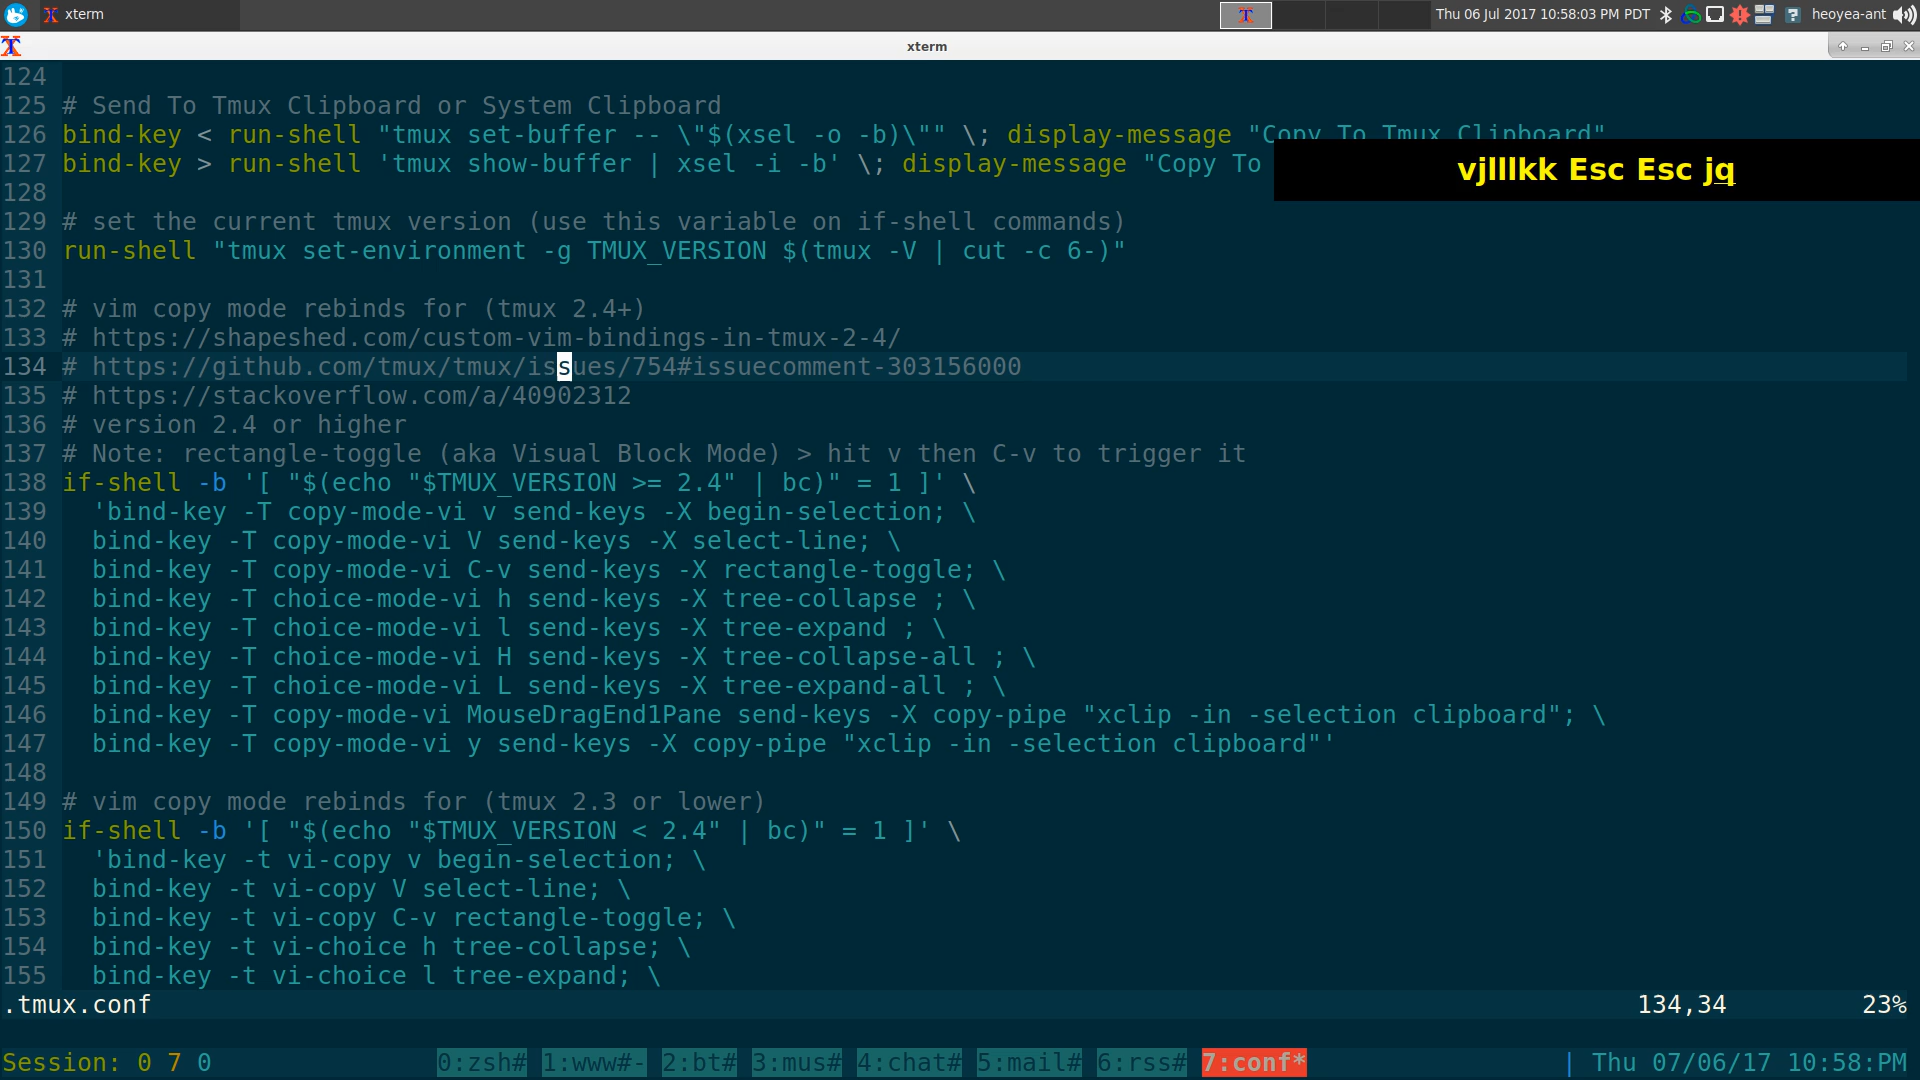 xterm
Thu 06 Jul 2017 10:58:03 PM PDT
heoyea-ant
xterm
124
125 # Send To Tmux Clipboard or System Clipboard
126 bind-key < run-shell "tmux set-buffer -- \"$(xsel -o -b)\"" \; display-message "Copy To Tmux Clipboard"
127 bind-key > run-shell 'tmux show-buffer | xsel -i -b' \; display-message "Copy To
vjlllkk Esc Esc jq
128
129 # set the current tmux version (use this variable on if-shell commands)
130 run-shell "tmux set-environment -g TMUX_VERSION $(tmux -V | cut -c 6-)"
131
132 # vim copy mode rebinds for (tmux 2.4+)
133 # https://shapeshed.com/custom-vim-bindings-in-tmux-2-4/
134 # https://github.com/tmux/tmux/issues/754#issuecomment-303156000
135 # https://stackoverflow.com/a/40902312
136 # version 2.4 or higher
137 # Note: rectangle-toggle (aka Visual Block Mode) > hit v then C-v to trigger it
138 if-shell -b '[ "$(echo "$TMUX_VERSION >= 2.4" | bc)" = 1 ]' \
139   'bind-key -T copy-mode-vi v send-keys -X begin-selection; \
140   bind-key -T copy-mode-vi V send-keys -X select-line; \
141   bind-key -T copy-mode-vi C-v send-keys -X rectangle-toggle; \
142   bind-key -T choice-mode-vi h send-keys -X tree-collapse ; \
143   bind-key -T choice-mode-vi l send-keys -X tree-expand ; \
144   bind-key -T choice-mode-vi H send-keys -X tree-collapse-all ; \
145   bind-key -T choice-mode-vi L send-keys -X tree-expand-all ; \
146   bind-key -T copy-mode-vi MouseDragEnd1Pane send-keys -X copy-pipe "xclip -in -selection clipboard"; \
147   bind-key -T copy-mode-vi y send-keys -X copy-pipe "xclip -in -selection clipboard"'
148
149 # vim copy mode rebinds for (tmux 2.3 or lower)
150 if-shell -b '[ "$(echo "$TMUX_VERSION < 2.4" | bc)" = 1 ]' \
151   'bind-key -t vi-copy v begin-selection; \
152   bind-key -t vi-copy V select-line; \
153   bind-key -t vi-copy C-v rectangle-toggle; \
154   bind-key -t vi-choice h tree-collapse; \
155   bind-key -t vi-choice l tree-expand; \
.tmux.conf 134,34 23%
Session: 0 7 0 0:zsh# 1:www#- 2:bt# 3:mus# 4:chat# 5:mail# 6:rss# 7:conf* | Thu 07/06/17 10:58:PM